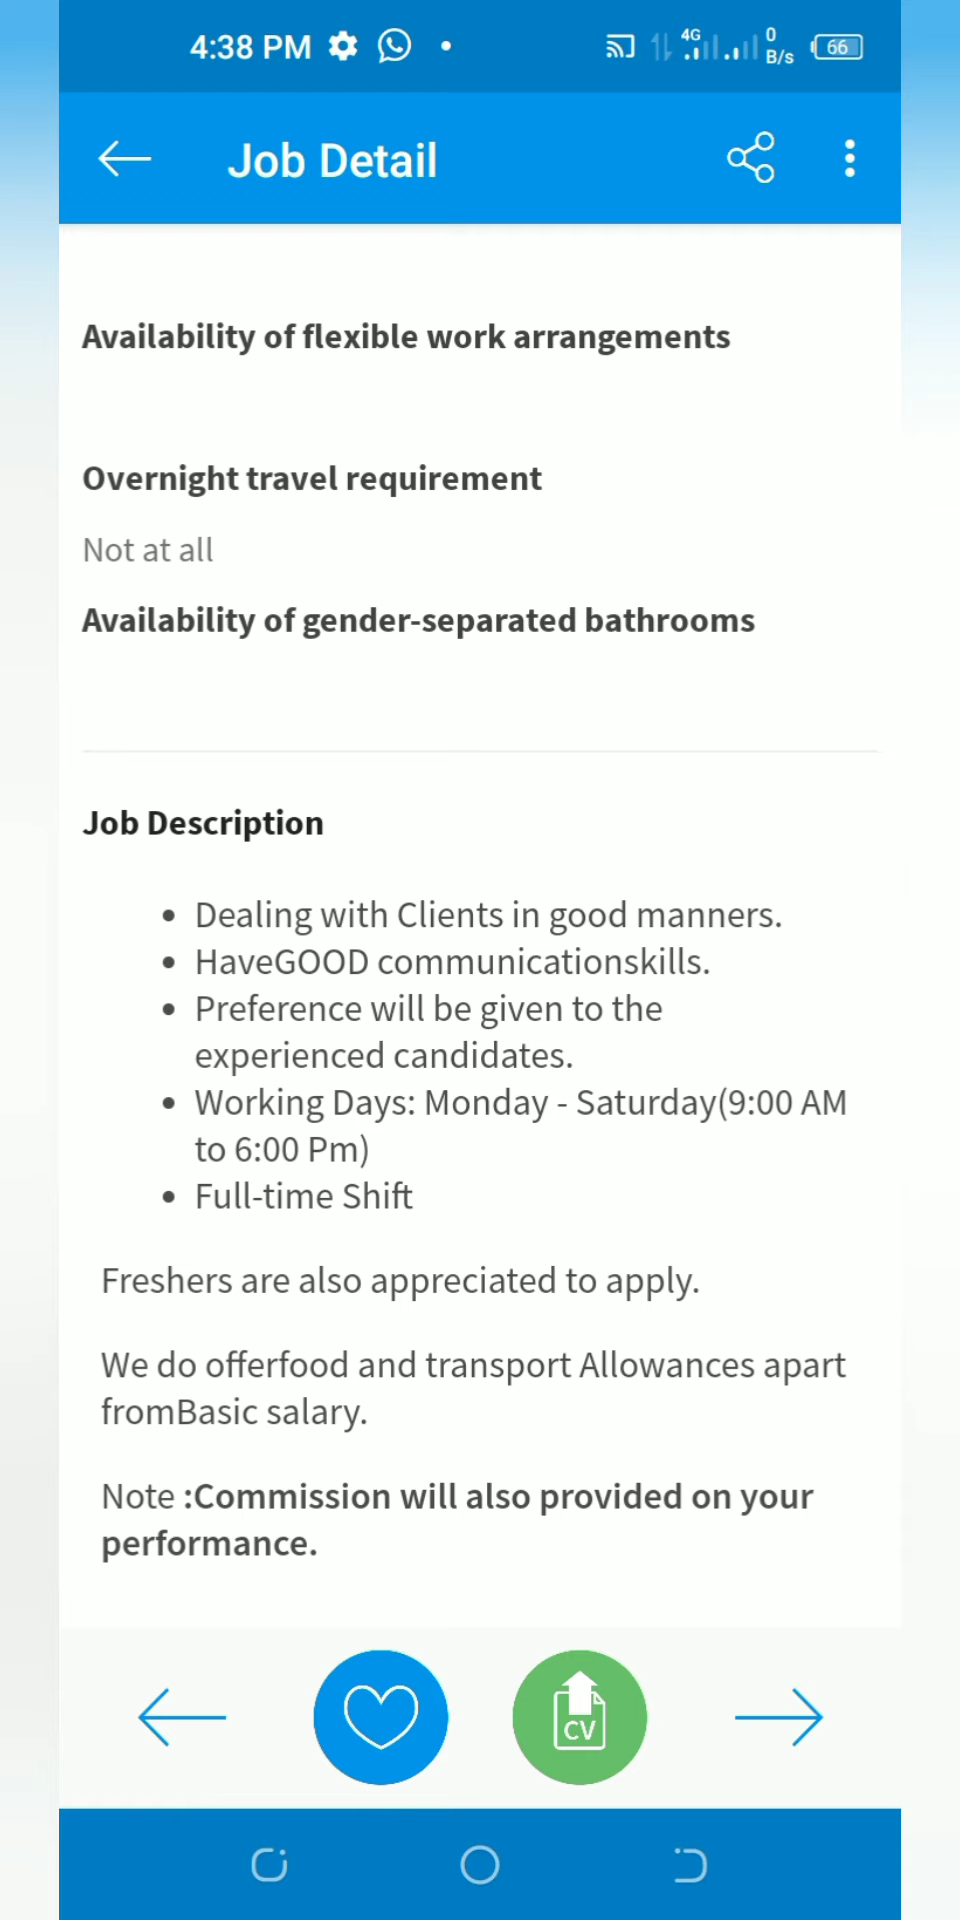 4:38 PM
4G
0
B/s
66
Job Detail
Availability of flexible work arrangements
Overnight travel requirement
Not at all
Availability of gender-separated bathrooms
Job Description
• Dealing with Clients in good manners.
• HaveGOOD communicationskills.
• Preference will be given to the
experienced candidates.
• Working Days: Monday - Saturday(9:00 AM
to 6:00 Pm)
• Full-time Shift
Freshers are also appreciated to apply.
We do offerfood and transport Allowances apart
fromBasic salary.
Note :Commission will also provided on your
performance.
CV